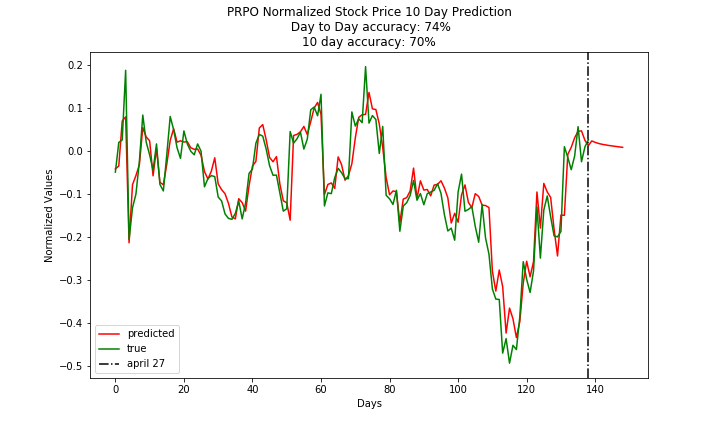 PRPO Normalized Stock Price 10 Day Prediction
Day to Day accuracy: 74%
10 day accuracy: 70%
0.2
0.1
0.0
−0.1
−0.2
−0.3
−0.4
−0.5
Normalized Values
predicted
true
april 27
0
20
40
60
80
100
120
140
Days